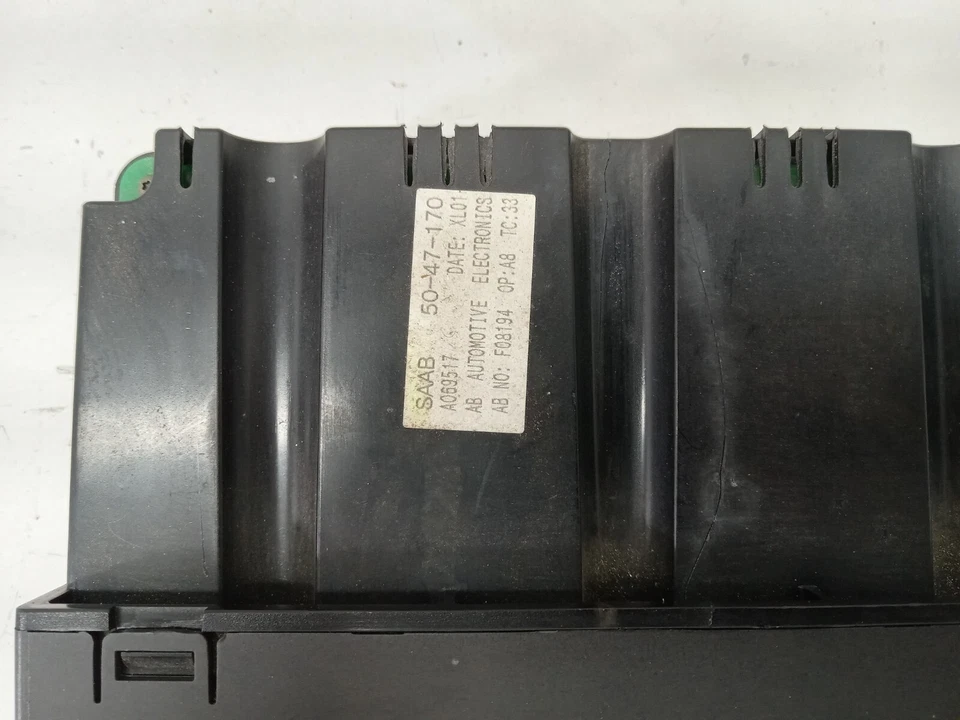 SAAB 50-47-170
A069517 DATE: XL01
AB AUTOMOTIVE ELECTRONICS
AB NO: F08194 OP:A8 TC:33